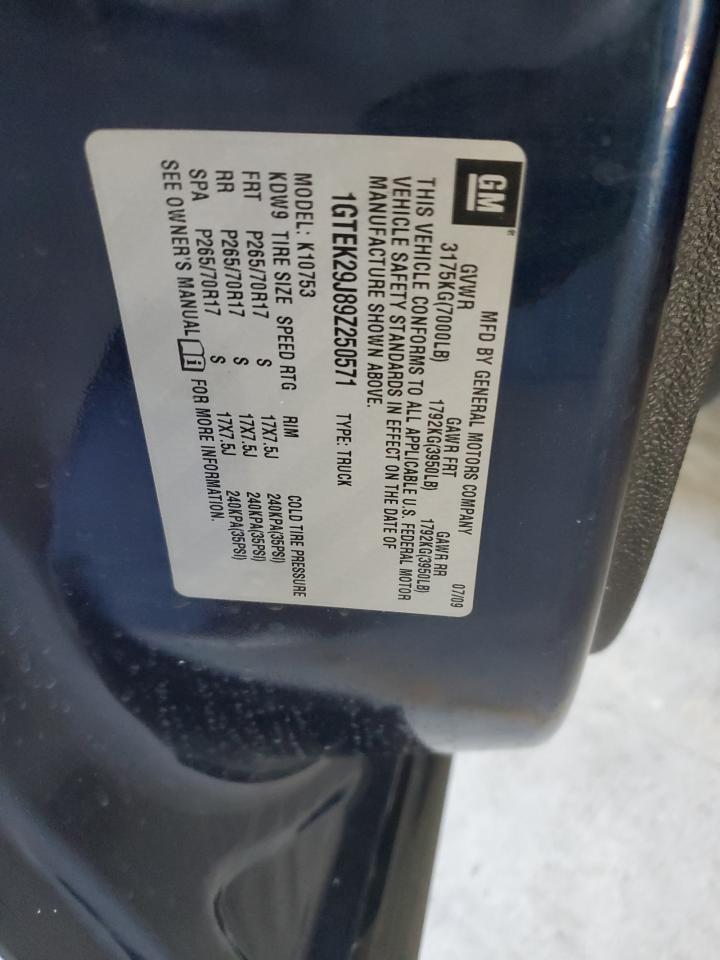 GM®
MFD BY GENERAL MOTORS COMPANY 07/09
GVWR GAWR FRT GAWR RR
3175KG(7000LB) 1792KG(3950LB) 1792KG(3950LB)
THIS VEHICLE CONFORMS TO ALL APPLICABLE U.S. FEDERAL MOTOR
VEHICLE SAFETY STANDARDS IN EFFECT ON THE DATE OF
MANUFACTURE SHOWN ABOVE.
1GTEK29J89Z250571 TYPE: TRUCK
MODEL: K10753
KDW9 TIRE SIZE SPEED RTG RIM COLD TIRE PRESSURE
FRT P265/70R17 S 17X7.5J 240KPA(35PSI)
RR P265/70R17 S 17X7.5J 240KPA(35PSI)
SPA P265/70R17 S 17X7.5J 240KPA(35PSI)
SEE OWNER'S MANUAL FOR MORE INFORMATION.